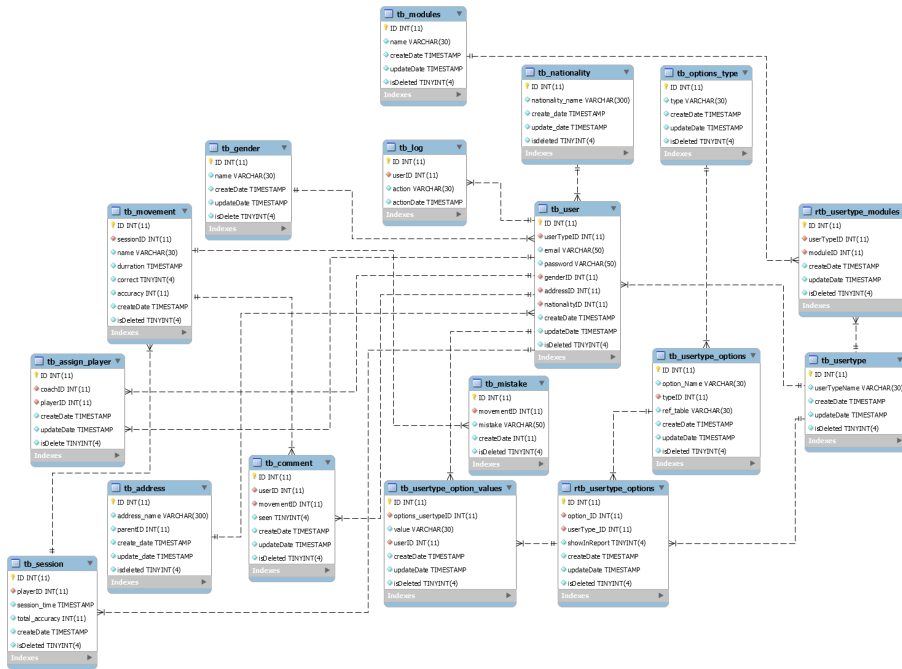 tb_modules
ID INT(11)
name VARCHAR(30)
createDate TIMESTAMP
updateDate TIMESTAMP
isDeleted TINYINT(4)
Indexes
tb_nationality
ID INT(11)
nationality_name VARCHAR(300)
create_date TIMESTAMP
update_date TIMESTAMP
isdeleted TINYINT(4)
Indexes
tb_options_type
ID INT(11)
type VARCHAR(30)
createDate TIMESTAMP
updateDate TIMESTAMP
isDeleted TINYINT(4)
Indexes
tb_gender
ID INT(11)
name VARCHAR(30)
createDate TIMESTAMP
updateDate TIMESTAMP
isDelete TINYINT(4)
Indexes
tb_log
ID INT(11)
userID INT(11)
action VARCHAR(30)
actionDate TIMESTAMP
Indexes
tb_movement
ID INT(11)
sessionID INT(11)
name VARCHAR(30)
durration TIMESTAMP
correct TINYINT(4)
accuracy INT(11)
createDate TIMESTAMP
isDeleted TINYINT(4)
Indexes
tb_user
ID INT(11)
userTypeID INT(11)
email VARCHAR(50)
password VARCHAR(50)
genderID INT(11)
addressID INT(11)
nationalityID INT(11)
createDate TIMESTAMP
updateDate TIMESTAMP
isDeleted TINYINT(4)
Indexes
rtb_usertype_modules
ID INT(11)
userTypeID INT(11)
moduleID INT(11)
createDate TIMESTAMP
updateDate TIMESTAMP
isDeleted TINYINT(4)
Indexes
tb_assign_player
ID INT(11)
coachID INT(11)
playerID INT(11)
createDate TIMESTAMP
updateDate TIMESTAMP
isDelete TINYINT(4)
Indexes
tb_mistake
ID INT(11)
movementID INT(11)
mistake VARCHAR(50)
createDate INT(11)
isDeleted TINYINT(4)
Indexes
tb_usertype_options
ID INT(11)
option_Name VARCHAR(30)
typeID INT(11)
ref_table VARCHAR(30)
createDate TIMESTAMP
updateDate TIMESTAMP
isDeleted TINYINT(4)
Indexes
tb_usertype
ID INT(11)
userTypeName VARCHAR(30)
createDate TIMESTAMP
updateDate TIMESTAMP
isDeleted TINYINT(4)
Indexes
tb_comment
ID INT(11)
userID INT(11)
movementID INT(11)
seen TINYINT(4)
createDate TIMESTAMP
updateDate TIMESTAMP
isDeleted TINYINT(4)
Indexes
tb_address
ID INT(11)
address_name VARCHAR(300)
parentID INT(11)
create_date TIMESTAMP
update_date TIMESTAMP
isdeleted TINYINT(4)
Indexes
tb_usertype_option_values
ID INT(11)
options_usertypeID INT(11)
value VARCHAR(30)
userID INT(11)
createDate TIMESTAMP
updateDate TIMESTAMP
isDeleted TINYINT(4)
Indexes
rtb_usertype_options
ID INT(11)
option_ID INT(11)
userType_ID INT(11)
showInReport TINYINT(4)
createDate TIMESTAMP
updateDate TIMESTAMP
isDeleted TINYINT(4)
Indexes
tb_session
ID INT(11)
playerID INT(11)
session_time TIMESTAMP
total_accuracy INT(11)
createDate TIMESTAMP
isDeleted TINYINT(4)
Indexes